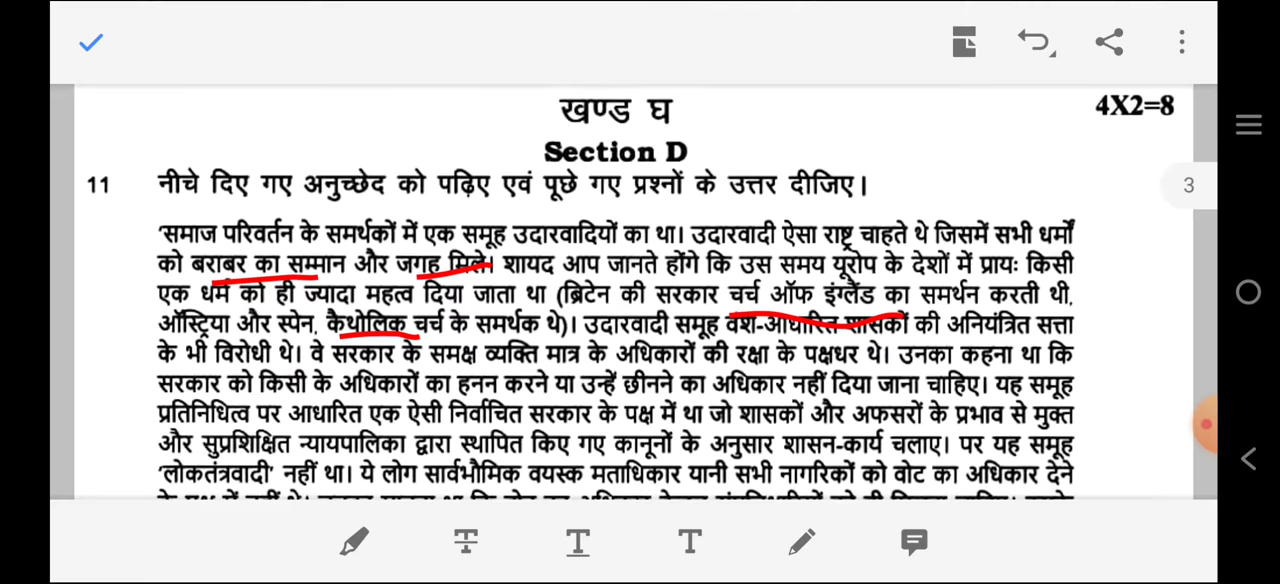 खण्ड घ
4X2=8
Section D
11 नीचे दिए गए अनुच्छेद को पढ़िए एवं पूछे गए प्रश्नों के उत्तर दीजिए।
3
'समाज परिवर्तन के समर्थकों में एक समूह उदारवादियों का था। उदारवादी ऐसा राष्ट्र चाहते थे जिसमें सभी धर्मों
को बराबर का सम्मान और जगह मिले। शायद आप जानते होंगे कि उस समय यूरोप के देशों में प्रायः किसी
एक धर्म को ही ज्यादा महत्व दिया जाता था (ब्रिटेन की सरकार चर्च ऑफ इंग्लैंड का समर्थन करती थी,
ऑस्ट्रिया और स्पेन, कैथोलिक चर्च के समर्थक थे)। उदारवादी समूह वंश-आधारित शासकों की अनियंत्रित सत्ता
के भी विरोधी थे। वे सरकार के समक्ष व्यक्ति मात्र के अधिकारों की रक्षा के पक्षधर थे। उनका कहना था कि
सरकार को किसी के अधिकारों का हनन करने या उन्हें छीनने का अधिकार नहीं दिया जाना चाहिए। यह समूह
प्रतिनिधित्व पर आधारित एक ऐसी निर्वाचित सरकार के पक्ष में था जो शासकों और अफसरों के प्रभाव से मुक्त
और सुप्रशिक्षित न्यायपालिका द्वारा स्थापित किए गए कानूनों के अनुसार शासन-कार्य चलाए। पर यह समूह
'लोकतंत्रवादी' नहीं था। ये लोग सार्वभौमिक वयस्क मताधिकार यानी सभी नागरिकों को वोट का अधिकार देने